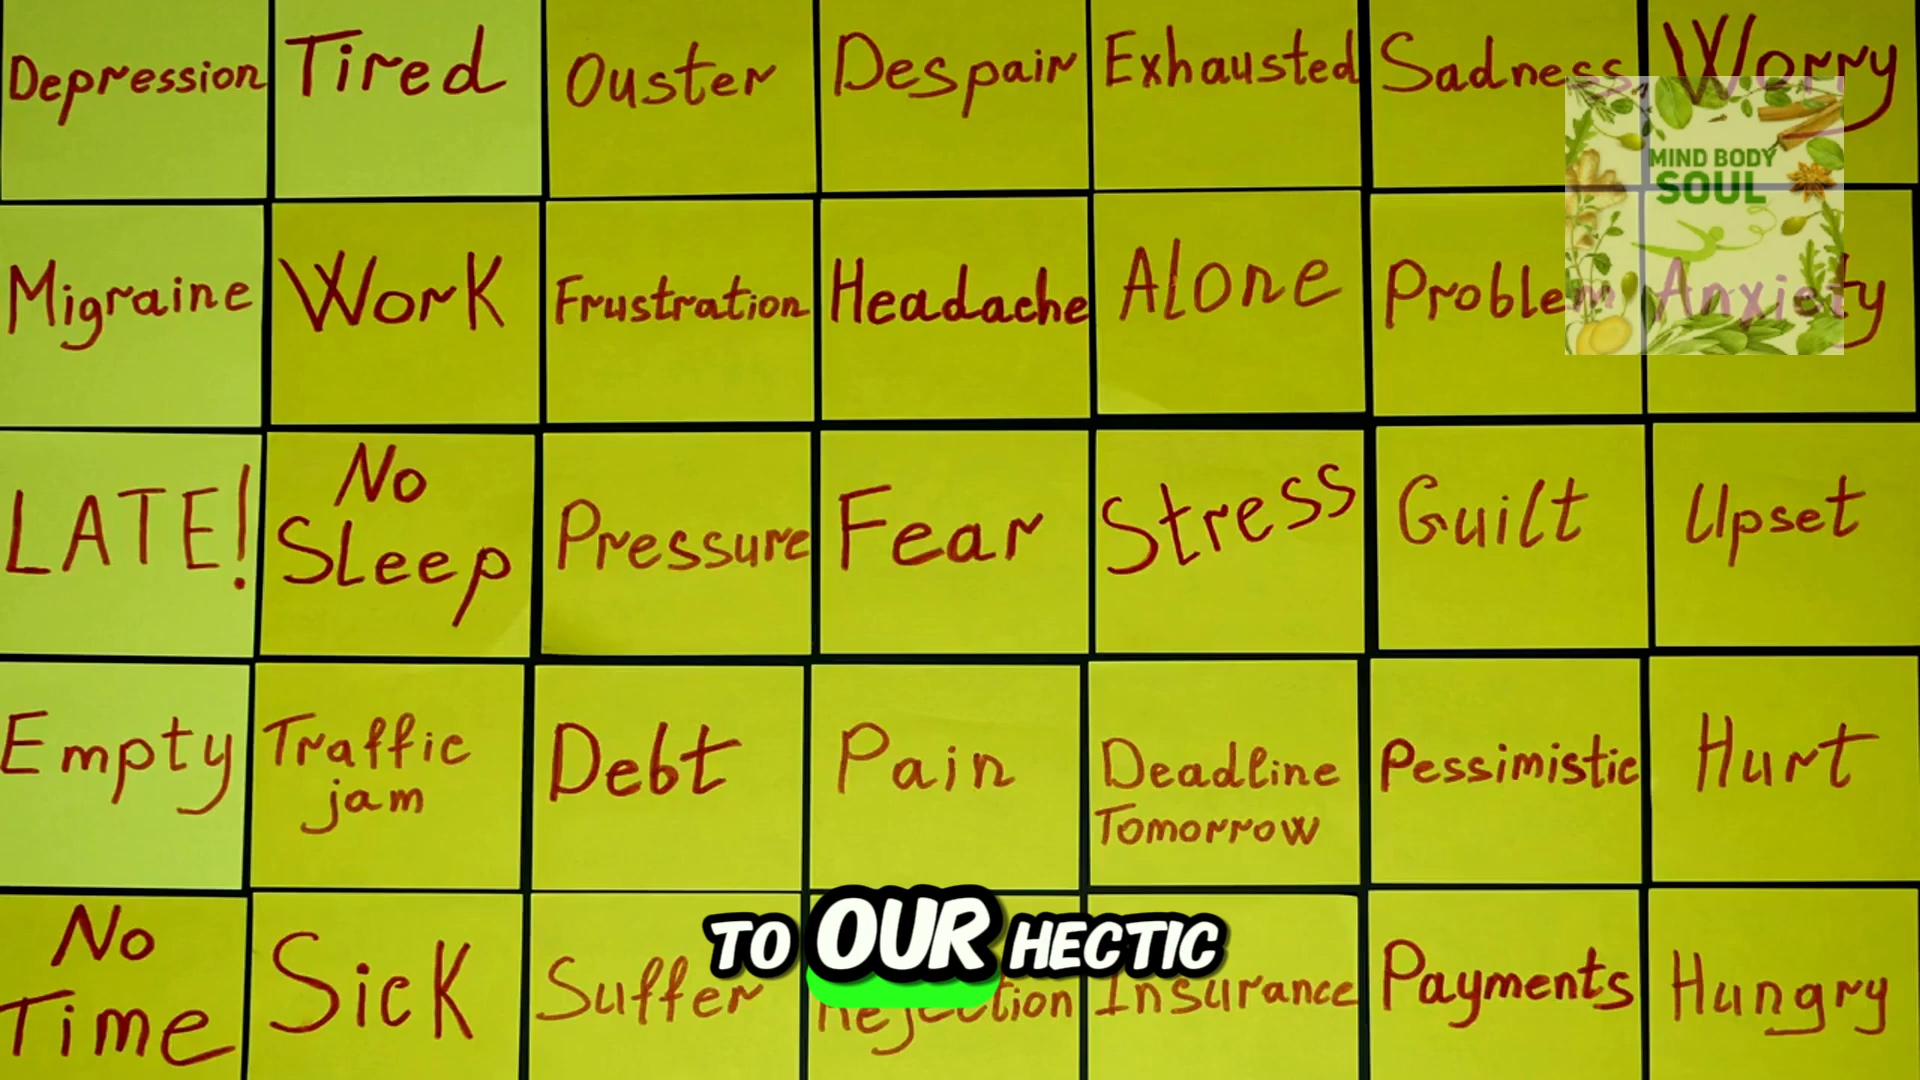 Depression
Tired
Ouster
Despair
Exhausted
Sadness
Worry
MIND BODY
SOUL
Migraine
Work
Frustration
Headache
Alone
Problem
Anxiety
LATE!
No
Sleep
Pressure
Fear
Stress
Guilt
Upset
Empty
Traffic
jam
Debt
Pain
Deadline
Tomorrow
Pessimistic
Hurt
No
Time
Sick
Suffer
Rejection
Insurance
Payments
Hungry
TO OUR HECTIC